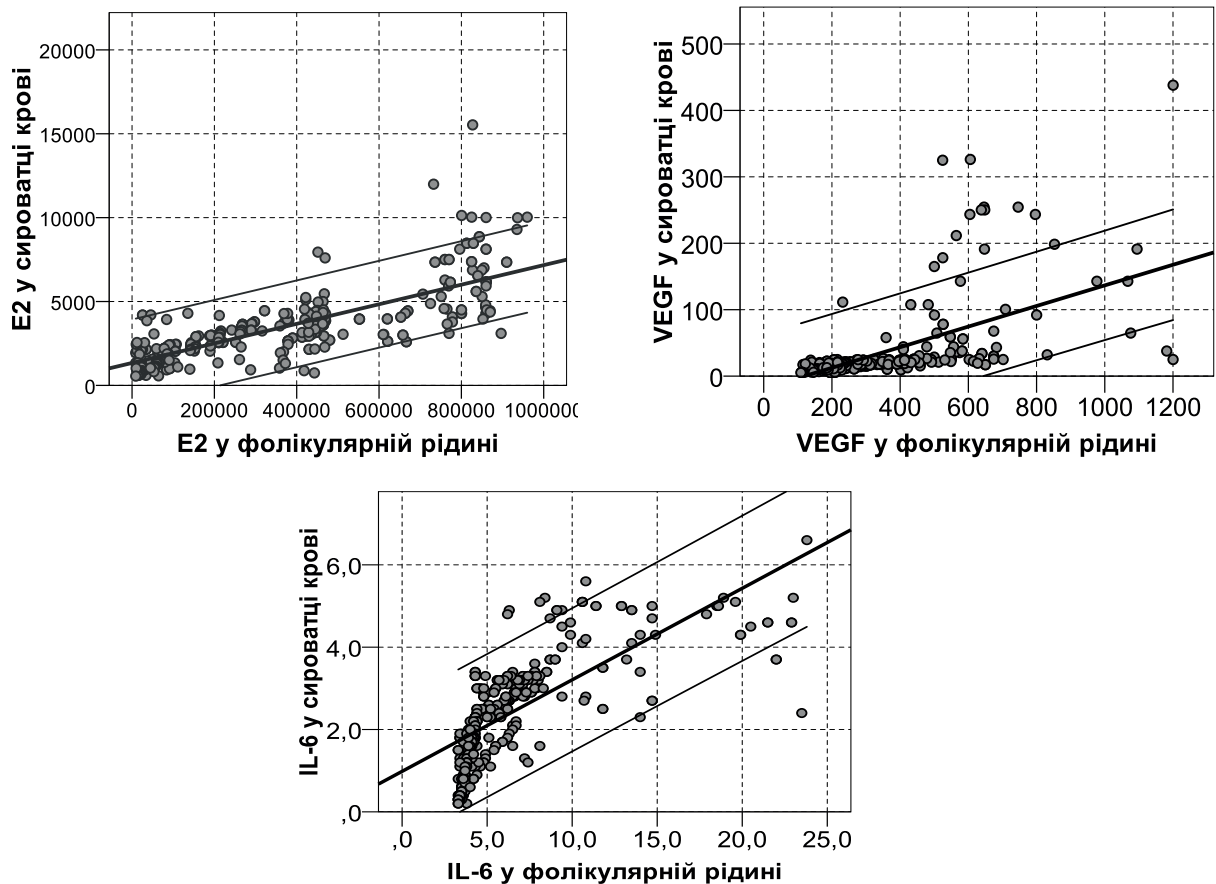 20000
15000
10000
5000
0
E2 у сироватці крові
0 200000 400000 600000 800000 1000000
E2 у фолікулярній рідині
500
400
300
200
100
0
VEGF у сироватці крові
0 200 400 600 800 1000 1200
VEGF у фолікулярній рідині
6,0
4,0
2,0
,0
IL-6 у сироватці крові
,0 5,0 10,0 15,0 20,0 25,0
IL-6 у фолікулярній рідині